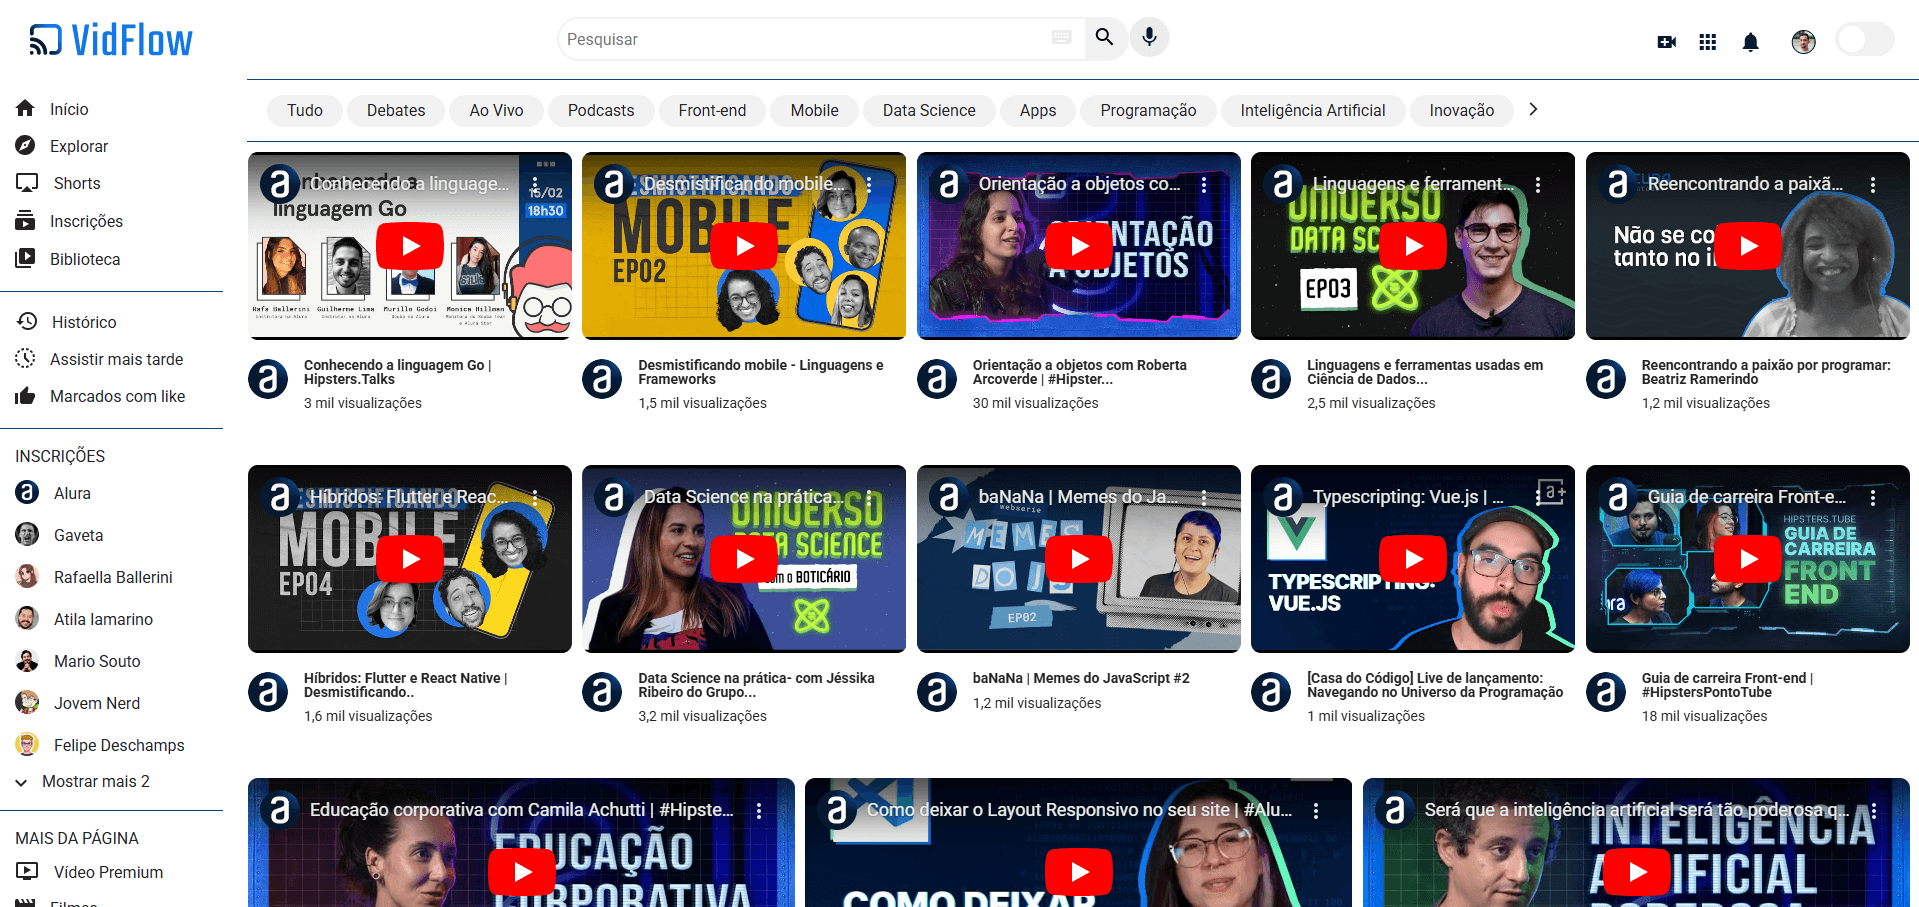 VidFlow
Pesquisar
Início
Explorar
Shorts
Inscrições
Biblioteca
Histórico
Assistir mais tarde
Marcados com like
INSCRIÇÕES
Alura
Gaveta
Rafaella Ballerini
Atila Iamarino
Mario Souto
Jovem Nerd
Felipe Deschamps
Mostrar mais 2
MAIS DA PÁGINA
Vídeo Premium
Filmes
Tudo Debates Ao Vivo Podcasts Front-end Mobile Data Science Apps Programação Inteligência Artificial Inovação
Conhecendo a linguage...
linguagem Go
15/02
18h30
Rafa Ballerini
Guilherme Lima
Murillo Godoi
Monica Hillman
Conhecendo a linguagem Go |
Hipsters.Talks
3 mil visualizações
Desmistificando mobile...
DESMISTIFICANDO
MOBILE
EP02
Desmistificando mobile - Linguagens e
Frameworks
1,5 mil visualizações
Orientação a objetos co...
Orientação a objetos com Roberta
Arcoverde | #Hipster...
30 mil visualizações
Linguagens e ferrament...
UNIVERSO
EP03
Linguagens e ferramentas usadas em
Ciência de Dados...
2,5 mil visualizações
Reencontrando a paixã...
Não se co
tanto no i
Reencontrando a paixão por programar:
Beatriz Ramerindo
1,2 mil visualizações
Híbridos: Flutter e Reac...
MOBILE
EP04
Híbridos: Flutter e React Native |
Desmistificando..
1,6 mil visualizações
Data Science na prática...
UNIVERSO
DATA SCIENCE
COM O BOTICÁRIO
Data Science na prática- com Jéssika
Ribeiro do Grupo...
3,2 mil visualizações
baNaNa | Memes do Ja...
webserie
MEMES
DO JS
EP02
baNaNa | Memes do JavaScript #2
1,2 mil visualizações
Typescripting: Vue.js | ...
a+
TYPESCRIPTING:
VUE.JS
[Casa do Código] Live de lançamento:
Navegando no Universo da Programação
1 mil visualizações
Guia de carreira Front-e...
HIPSTERS.TUBE
GUIA DE
CARREIRA
FRONT
END
Guia de carreira Front-end |
#HipstersPontoTube
18 mil visualizações
Educação corporativa com Camila Achutti | #Hipste...
EDUCAÇÃO
CORPORATIVA
Como deixar o Layout Responsivo no seu site | #Alu...
COMO DEIXAR
Será que a inteligência artificial será tão poderosa q...
INTELIGÊNCIA
ARTIFICIAL
PODEROSA